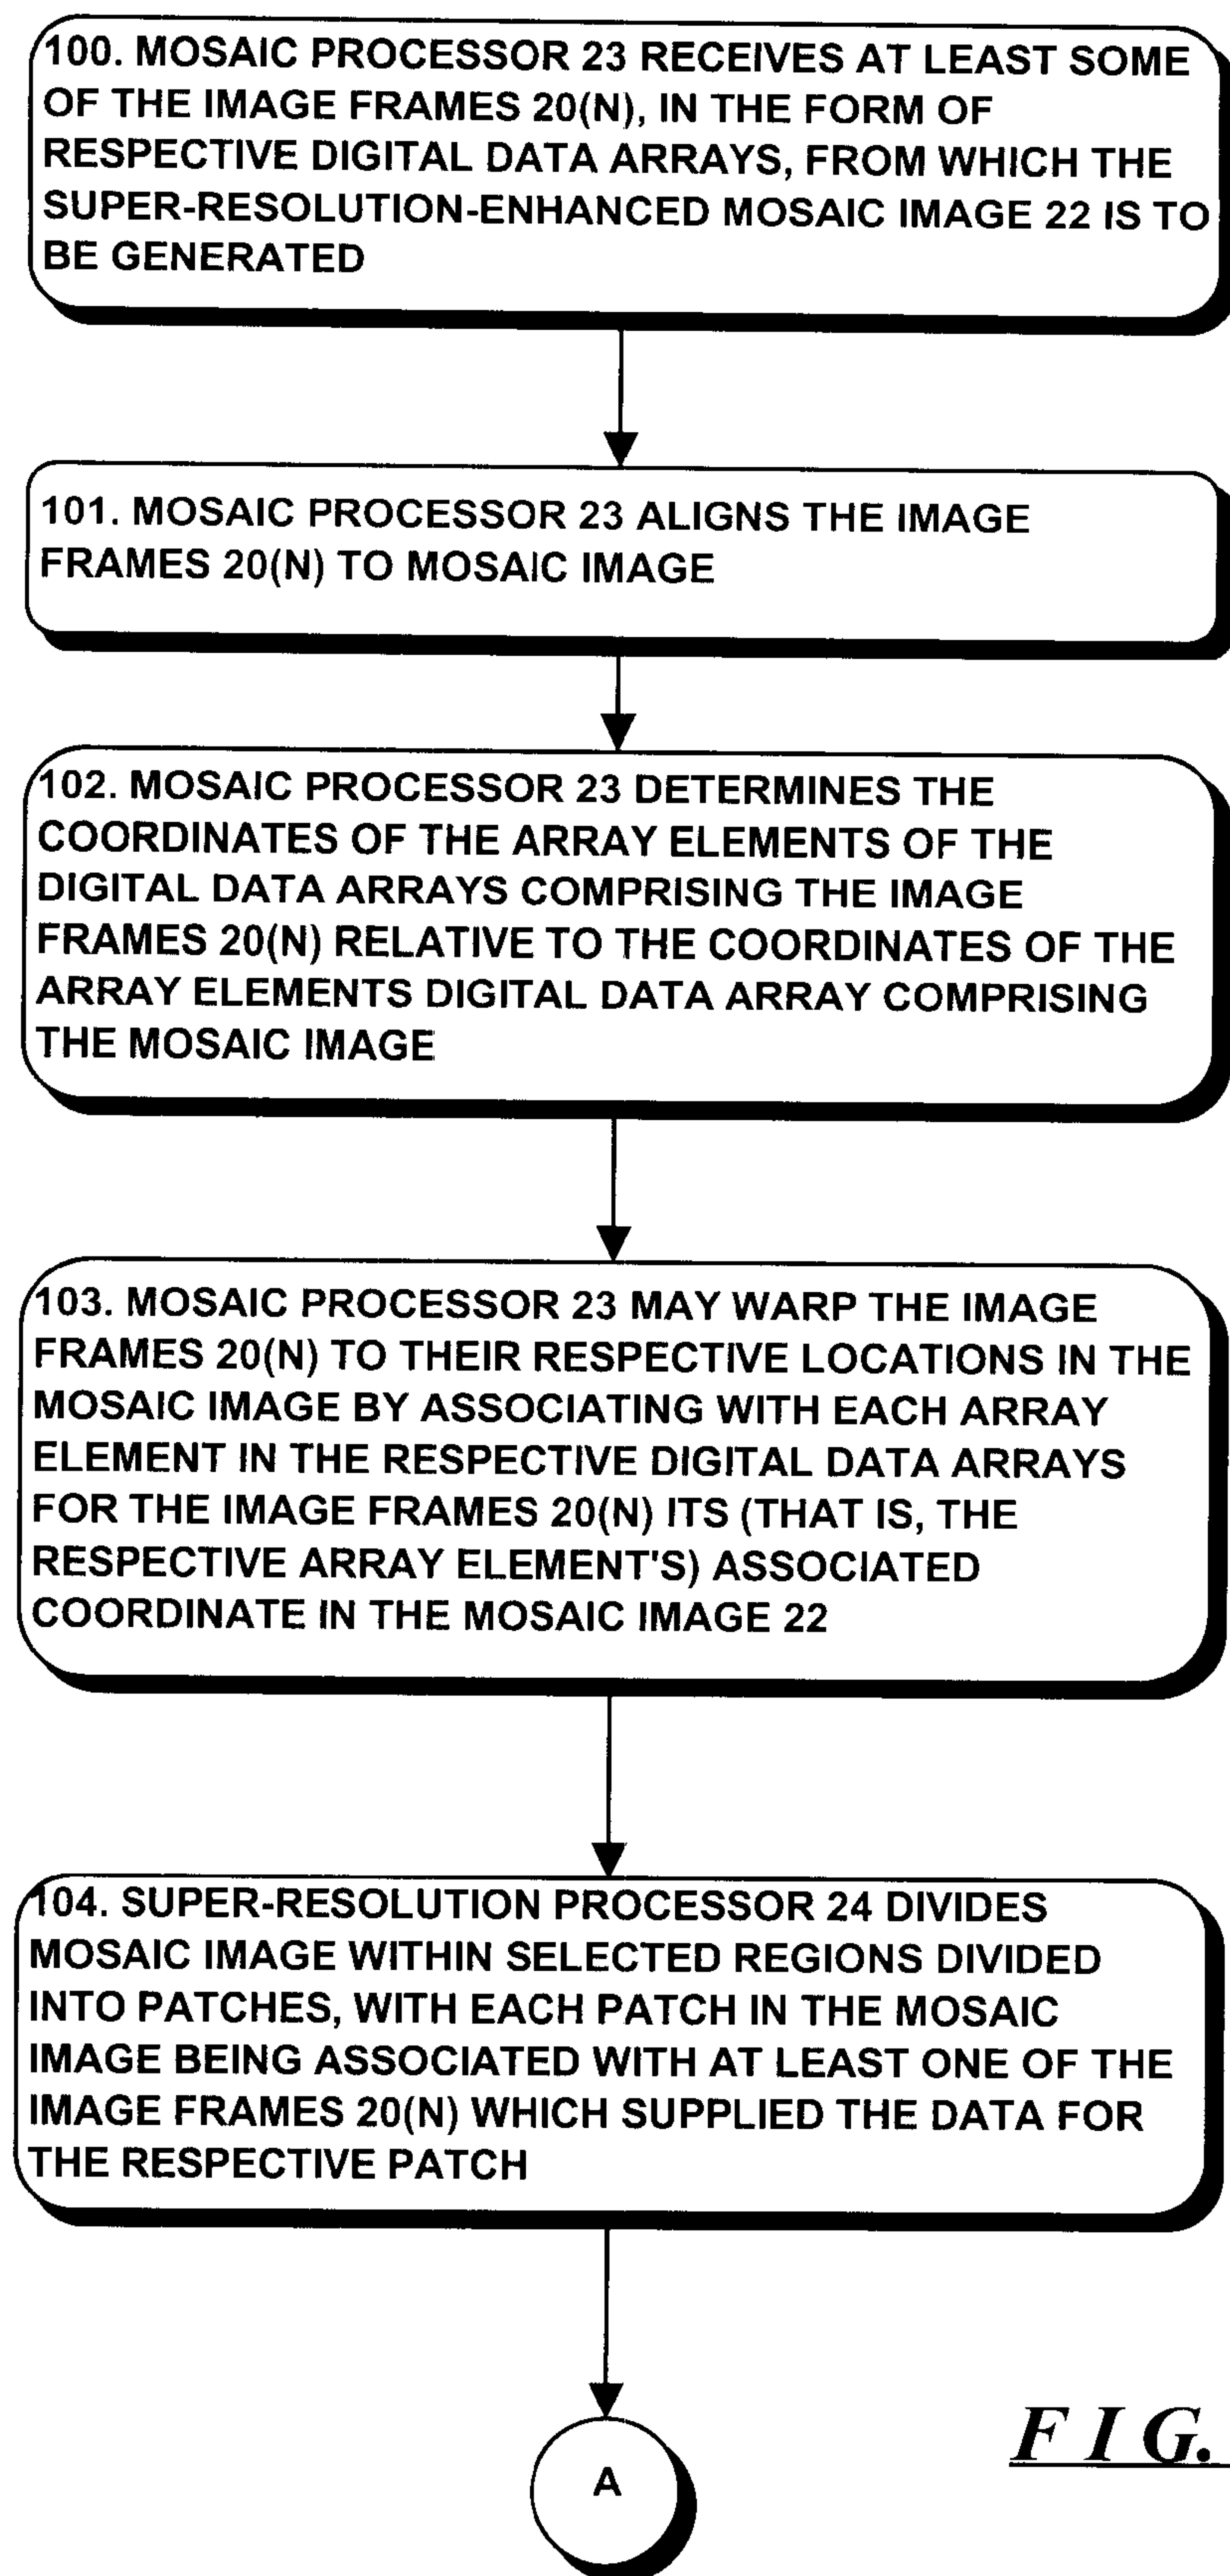 100. MOSAIC PROCESSOR 23 RECEIVES AT LEAST SOME
OF THE IMAGE FRAMES 20(N), IN THE FORM OF
RESPECTIVE DIGITAL DATA ARRAYS, FROM WHICH THE
SUPER-RESOLUTION-ENHANCED MOSAIC IMAGE 22 IS TO
BE GENERATED
101. MOSAIC PROCESSOR 23 ALIGNS THE IMAGE
FRAMES 20(N) TO MOSAIC IMAGE
102. MOSAIC PROCESSOR 23 DETERMINES THE
COORDINATES OF THE ARRAY ELEMENTS OF THE
DIGITAL DATA ARRAYS COMPRISING THE IMAGE
FRAMES 20(N) RELATIVE TO THE COORDINATES OF THE
ARRAY ELEMENTS DIGITAL DATA ARRAY COMPRISING
THE MOSAIC IMAGE
103. MOSAIC PROCESSOR 23 MAY WARP THE IMAGE
FRAMES 20(N) TO THEIR RESPECTIVE LOCATIONS IN THE
MOSAIC IMAGE BY ASSOCIATING WITH EACH ARRAY
ELEMENT IN THE RESPECTIVE DIGITAL DATA ARRAYS
FOR THE IMAGE FRAMES 20(N) ITS (THAT IS, THE
RESPECTIVE ARRAY ELEMENT'S) ASSOCIATED
COORDINATE IN THE MOSAIC IMAGE 22
104. SUPER-RESOLUTION PROCESSOR 24 DIVIDES
MOSAIC IMAGE WITHIN SELECTED REGIONS DIVIDED
INTO PATCHES, WITH EACH PATCH IN THE MOSAIC
IMAGE BEING ASSOCIATED WITH AT LEAST ONE OF THE
IMAGE FRAMES 20(N) WHICH SUPPLIED THE DATA FOR
THE RESPECTIVE PATCH
FIG.
A